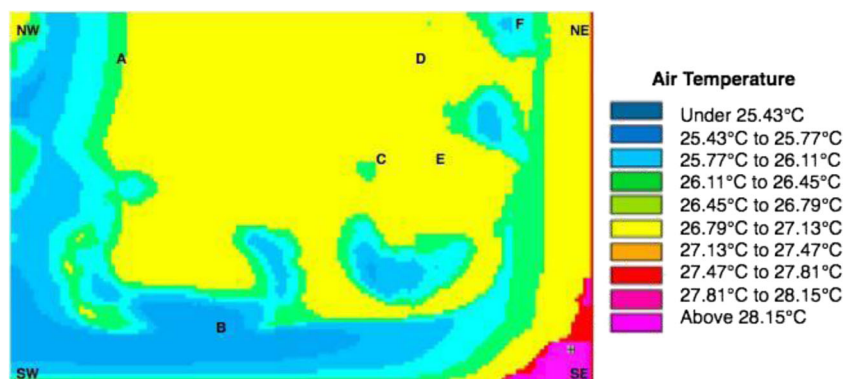 NW
NE
F
A
D
C
E
B
SW
SE
Air Temperature
Under 25.43°C
25.43°C to 25.77°C
25.77°C to 26.11°C
26.11°C to 26.45°C
26.45°C to 26.79°C
26.79°C to 27.13°C
27.13°C to 27.47°C
27.47°C to 27.81°C
27.81°C to 28.15°C
Above 28.15°C